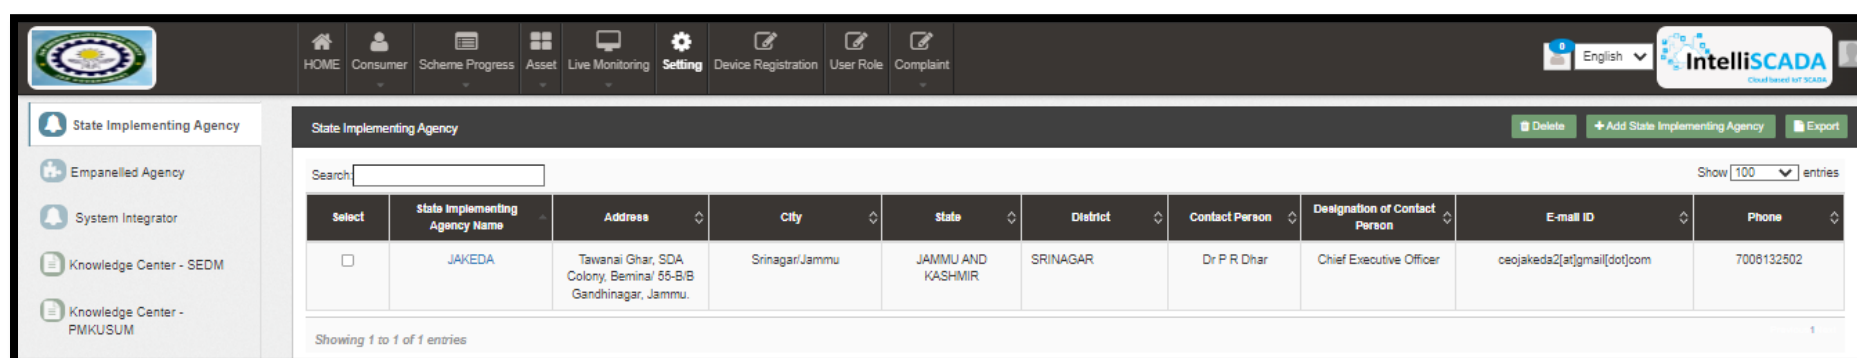 HOME Consumer Scheme Progress Asset Live Monitoring Setting Device Registration User Role Complaint
0
English
IntelliSCADA
Cloud based IoT SCADA
State Implementing Agency
Empanelled Agency
System Integrator
Knowledge Center - SEDM
Knowledge Center -
PMKUSUM
State Implementing Agency
Delete
+Add State Implementing Agency
Export
Search:
Show 100 entries
Select
State Implementing
Agency Name
Address
City
State
District
Contact Person
Designation of Contact
Person
E-mail ID
Phone
JAKEDA
Tawanai Ghar, SDA
Colony, Bemina/ 55-B/B
Gandhinagar, Jammu.
Srinagar/Jammu
JAMMU AND
KASHMIR
SRINAGAR
Dr P R Dhar
Chief Executive Officer
ceojakeda2[at]gmail[dot]com
7006132502
Showing 1 to 1 of 1 entries
1